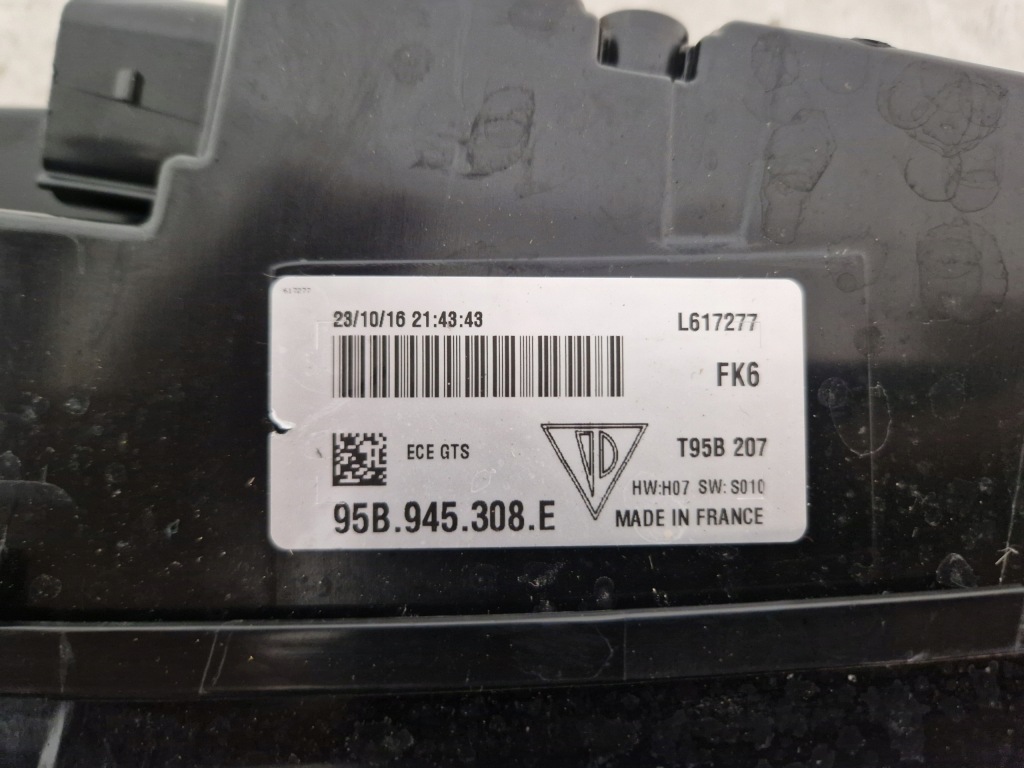 617277
23/10/16 21:43:43
L617277
FK6
ECE GTS
T95B 207
HW:H07 SW: S010
95B.945.308.E
MADE IN FRANCE